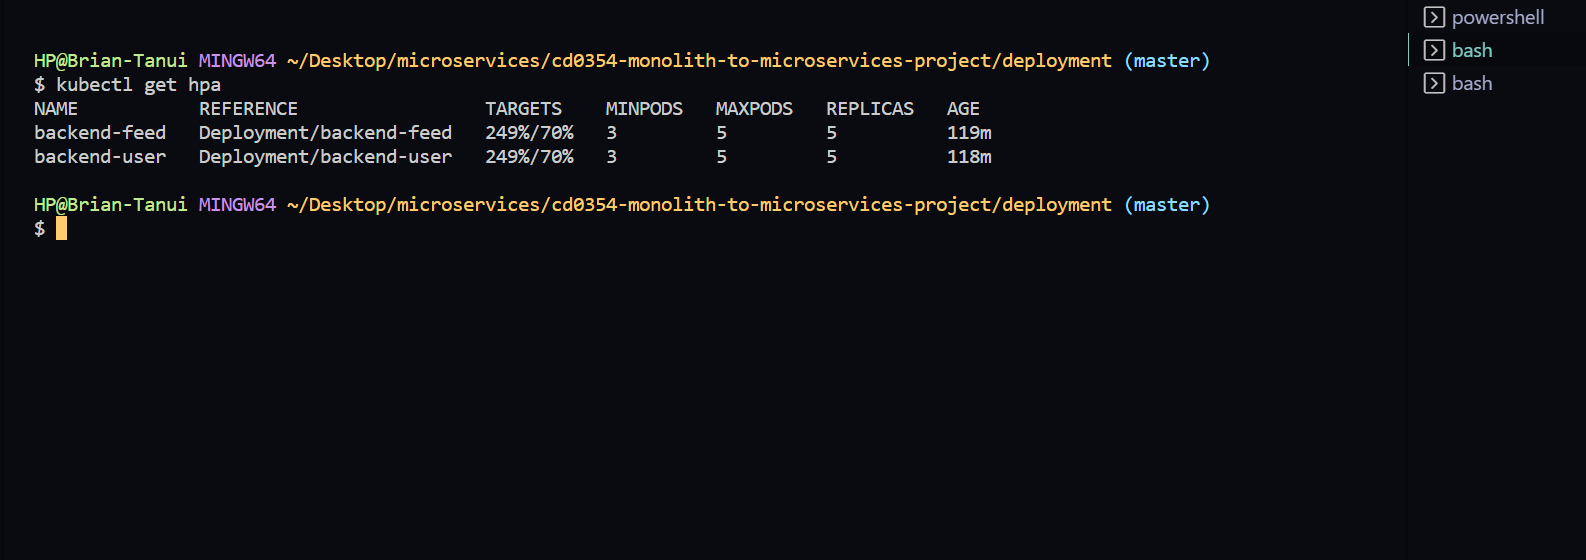 HP@Brian-Tanui MINGW64 ~/Desktop/microservices/cd0354-monolith-to-microservices-project/deployment (master)
$ kubectl get hpa
NAME REFERENCE TARGETS MINPODS MAXPODS REPLICAS AGE
backend-feed Deployment/backend-feed 249%/70% 3 5 5 119m
backend-user Deployment/backend-user 249%/70% 3 5 5 118m
HP@Brian-Tanui MINGW64 ~/Desktop/microservices/cd0354-monolith-to-microservices-project/deployment (master)
$
powershell
bash
bash